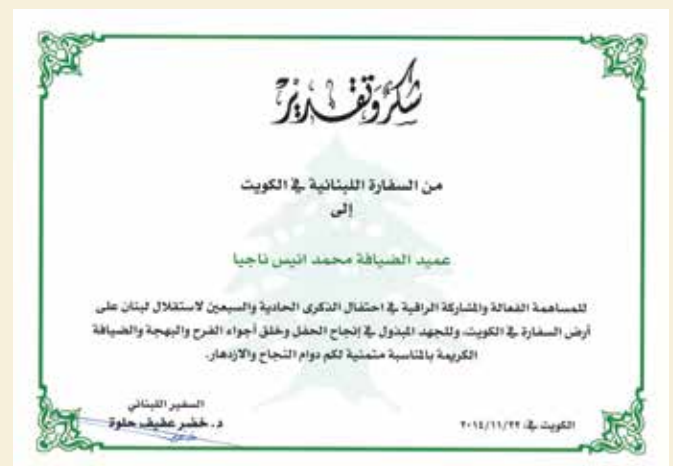 شكر وتقدير
من السفارة اللبنانية في الكويت
إلى
عميد الضيافة محمد انيس ناجيا
للمساهمة الفعالة والمشاركة الراقية في احتفال الذكرى الحادية والسبعين لاستقلال لبنان على
أرض السفارة في الكويت، وللجهد المبذول في إنجاح الحفل وخلق أجواء الفرح والبهجة والضيافة
الكريمة بالمناسبة متمنية لكم دوام النجاح والازدهار.
السفير اللبناني
د. خضر عفيف حلوة
الكويت في: ٢٠١٤/١١/٢٢